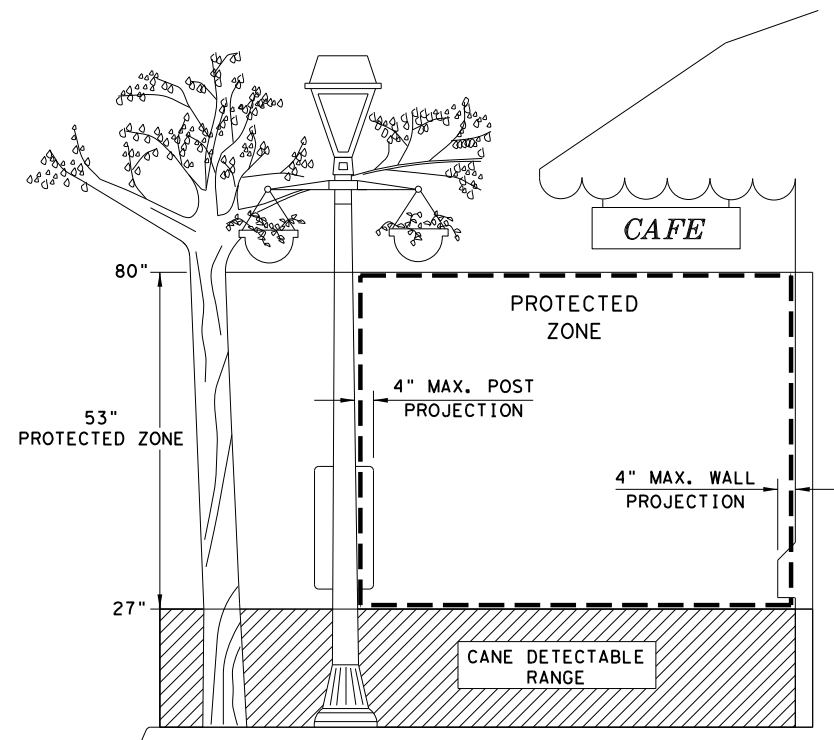 CAFE
80"
PROTECTED
ZONE
4" MAX. POST
PROJECTION
53"
PROTECTED ZONE
4" MAX. WALL
PROJECTION
27"
CANE DETECTABLE
RANGE